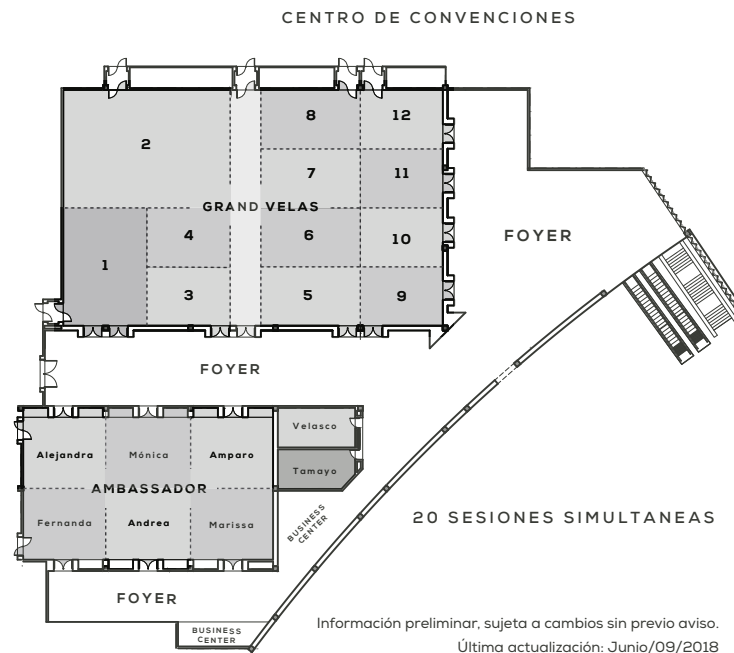 CENTRO DE CONVENCIONES
8
12
2
7
11
GRAND VELAS
4
6
10
FOYER
1
3
5
9
FOYER
Velasco
Alejandra
Mónica
Amparo
Tamayo
AMBASSADOR
Fernanda
Andrea
Marissa
BUSINESS
CENTER
20 SESIONES SIMULTANEAS
FOYER
BUSINESS
CENTER
Información preliminar, sujeta a cambios sin previo aviso.
Última actualización: Junio/09/2018